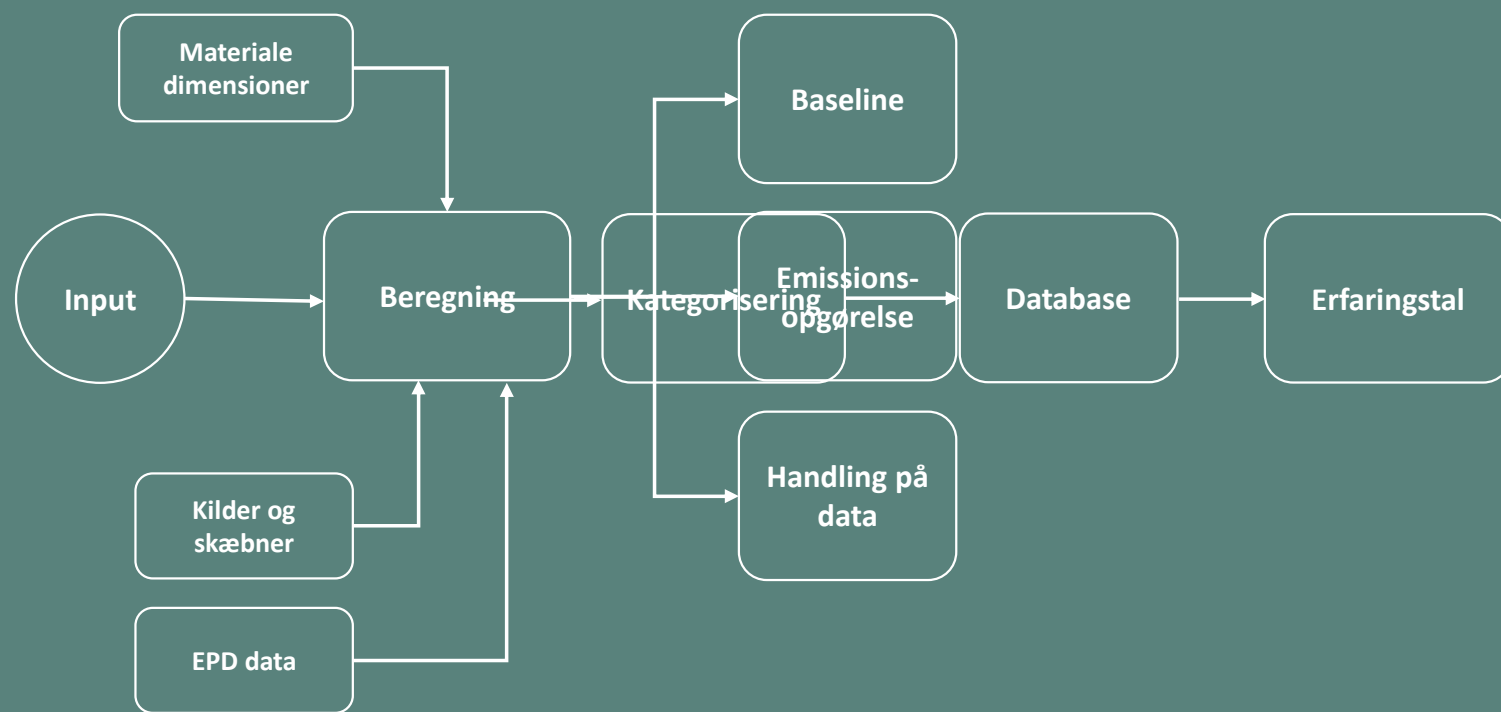 Materiale
dimensioner
Baseline
Input
Beregning
Kategorisering
Emissions-
opgørelse
Database
Erfaringstal
Handling på
data
Kilder og
skæbner
EPD data